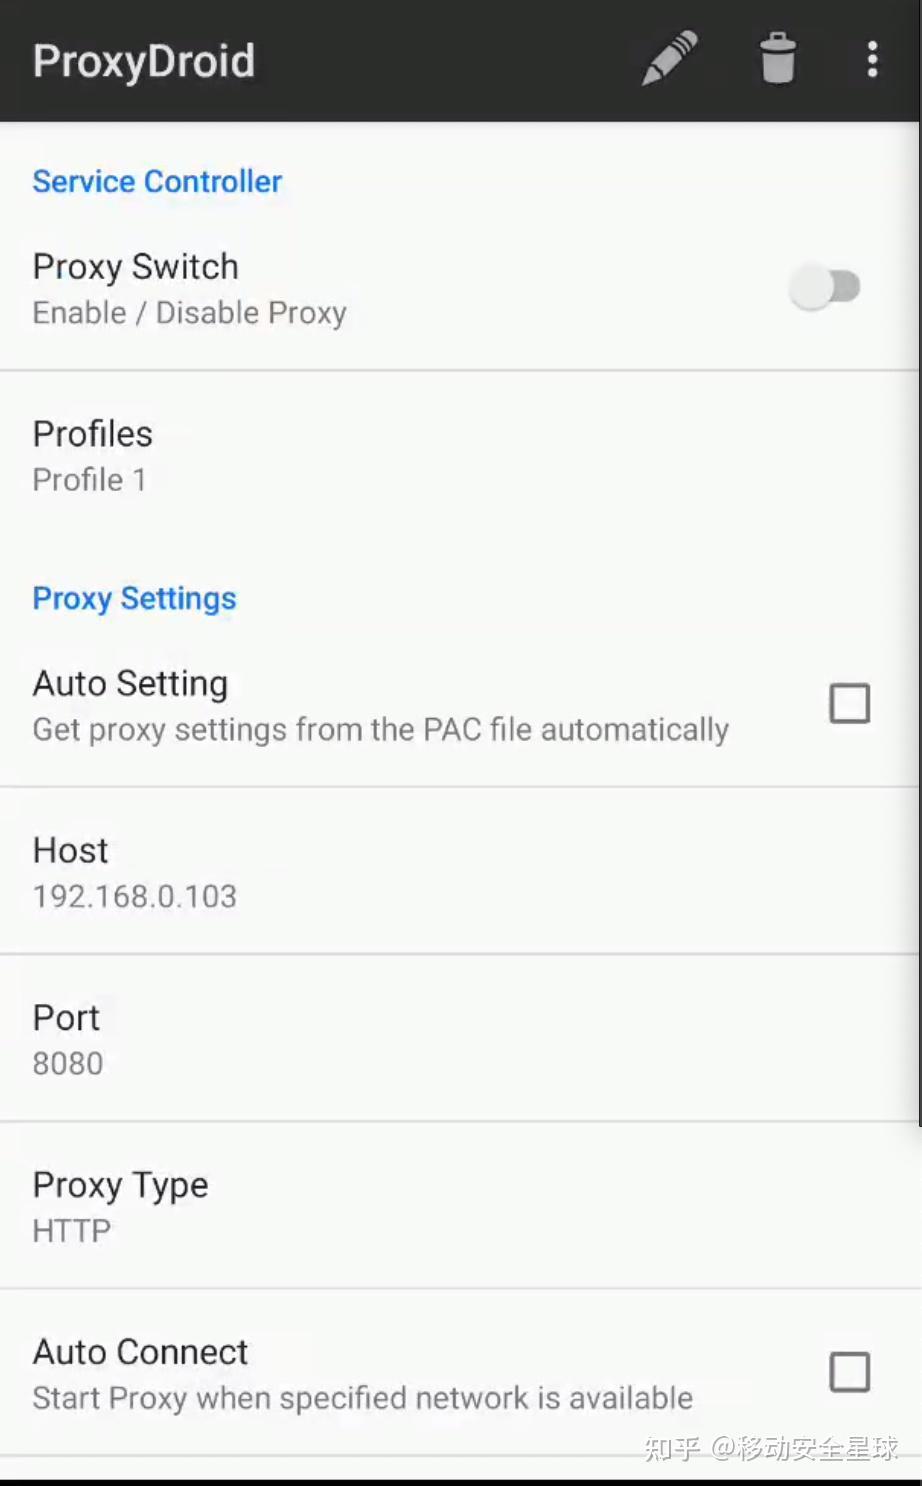 ProxyDroid
Service Controller
Proxy Switch
Enable / Disable Proxy
Profiles
Profile 1
Proxy Settings
Auto Setting
Get proxy settings from the PAC file automatically
Host
192.168.0.103
Port
8080
Proxy Type
HTTP
Auto Connect
Start Proxy when specified network is available
知乎 @移动安全星球